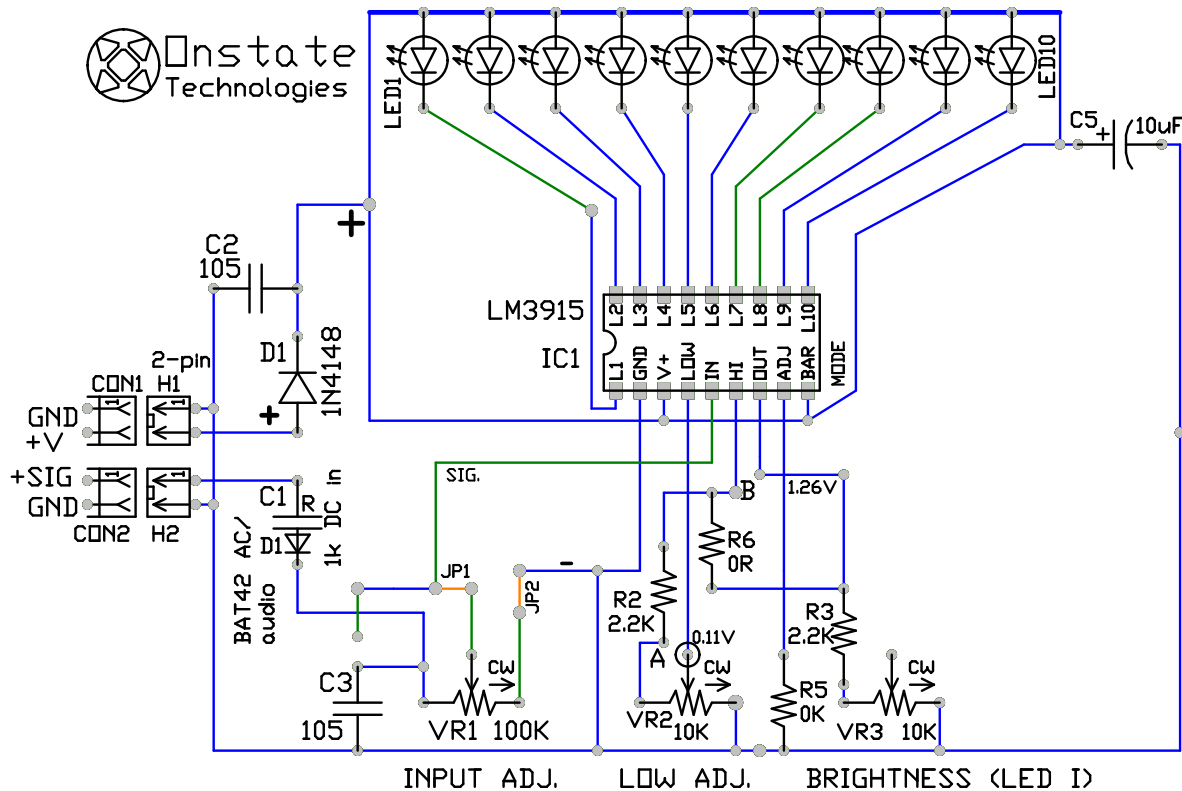 Onstate
Technologies
LED1
LED10
C5
+
10uF
+
C2
105
LM3915
IC1
L2 L3 L4 L5 L6 L7 L8 L9 L10
L1 GND V+ LOW IN HI OUT ADJ BAR
MODE
D1
1N4148
+
2-pin
CON1 H1
1 1
GND
+V
+SIG
GND
1 1
CON2 H2
C1 R
D1
BAT42 AC/
audio
1k DC in
SIG.
B
1.26V
JP1
JP2
-
R6
0R
R2
2.2K
R3
2.2K
A
0.11V
C3
105
CW
VR1 100K
CW
VR2 10K
R5
0K
CW
VR3 10K
INPUT ADJ.
LOW ADJ.
BRIGHTNESS (LED I)